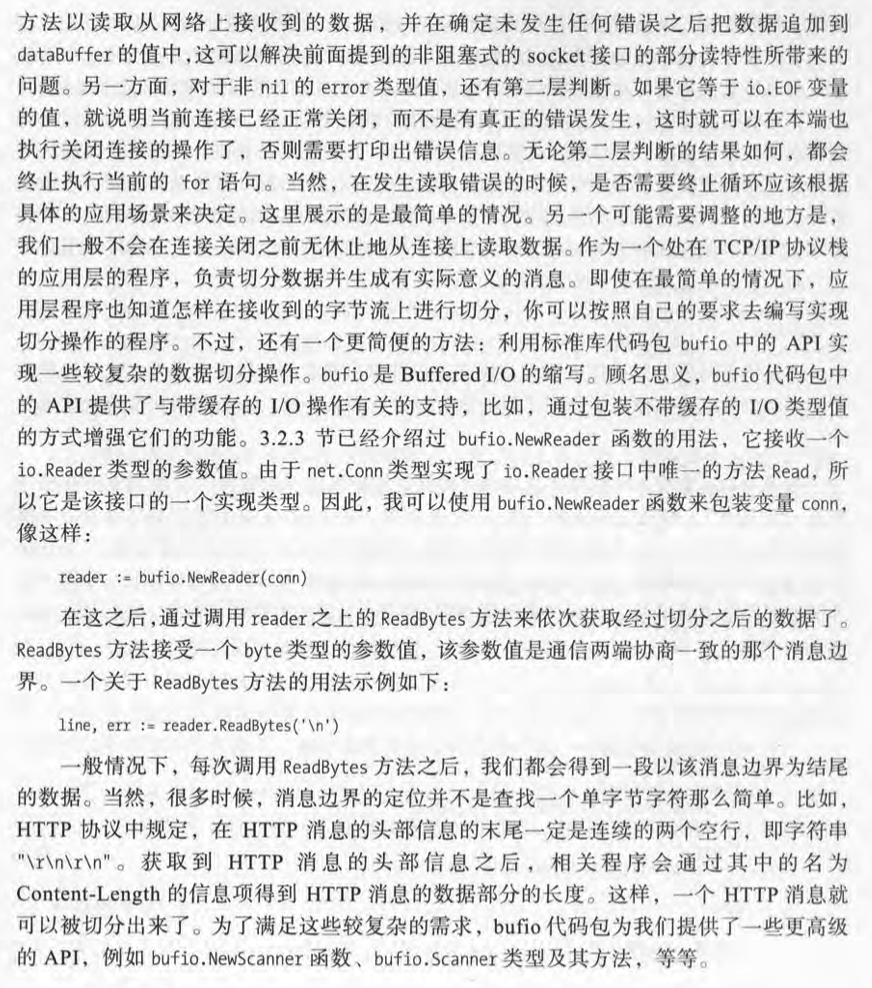 方法以读取从网络上接收到的数据，并在确定未发生任何错误之后把数据追加到
dataBuffer 的值中，这可以解决前面提到的非阻塞式的 socket 接口的部分读特性所带来的
问题。另一方面，对于非 nil 的 error 类型值，还有第二层判断。如果它等于 io.EOF 变量
的值，就说明当前连接已经正常关闭，而不是有真正的错误发生，这时就可以在本端也
执行关闭连接的操作了，否则需要打印出错误信息。无论第二层判断的结果如何，都会
终止执行当前的 for 语句。当然，在发生读取错误的时候，是否需要终止循环应该根据
具体的应用场景来决定。这里展示的是最简单的情况。另一个可能需要调整的地方是，
我们一般不会在连接关闭之前无休止地从连接上读取数据。作为一个处在 TCP/IP 协议栈
的应用层的程序，负责切分数据并生成有实际意义的消息。即使在最简单的情况下，应
用层程序也知道怎样在接收到的字节流上进行切分，你可以按照自己的要求去编写实现
切分操作的程序。不过，还有一个更简便的方法：利用标准库代码包 bufio 中的 API 实
现一些较复杂的数据切分操作。bufio 是 Buffered I/O 的缩写。顾名思义，bufio 代码包中
的 API 提供了与带缓存的 I/O 操作有关的支持，比如，通过包装不带缓存的 I/O 类型值
的方式增强它们的功能。3.2.3 节已经介绍过 bufio.NewReader 函数的用法，它接收一个
io.Reader 类型的参数值。由于 net.Conn 类型实现了 io.Reader 接口中唯一的方法 Read，所
以它是该接口的一个实现类型。因此，我可以使用 bufio.NewReader 函数来包装变量 conn，
像这样：
reader := bufio.NewReader(conn)
在这之后，通过调用 reader 之上的 ReadBytes 方法来依次获取经过切分之后的数据了。
ReadBytes 方法接受一个 byte 类型的参数值，该参数值是通信两端协商一致的那个消息边
界。一个关于 ReadBytes 方法的用法示例如下：
line, err := reader.ReadBytes('\n')
一般情况下，每次调用 ReadBytes 方法之后，我们都会得到一段以该消息边界为结尾
的数据。当然，很多时候，消息边界的定位并不是查找一个单字节字符那么简单。比如，
HTTP 协议中规定，在 HTTP 消息的头部信息的末尾一定是连续的两个空行，即字符串
"\r\n\r\n"。获取到 HTTP 消息的头部信息之后，相关程序会通过其中的名为
Content-Length 的信息项得到 HTTP 消息的数据部分的长度。这样，一个 HTTP 消息就
可以被切分出来了。为了满足这些较复杂的需求，bufio 代码包为我们提供了一些更高级
的 API，例如 bufio.NewScanner 函数、bufio.Scanner 类型及其方法，等等。